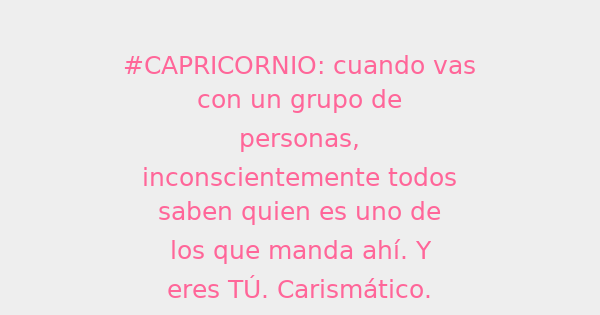 #CAPRICORNIO: cuando vas
con un grupo de
personas,
inconscientemente todos
saben quien es uno de
los que manda ahí. Y
eres TÚ. Carismático.